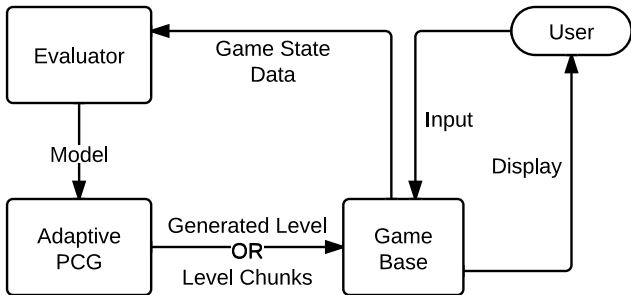 Evaluator
Game State
Data
User
Input
Model
Display
Adaptive
PCG
Generated Level
OR
Level Chunks
Game
Base